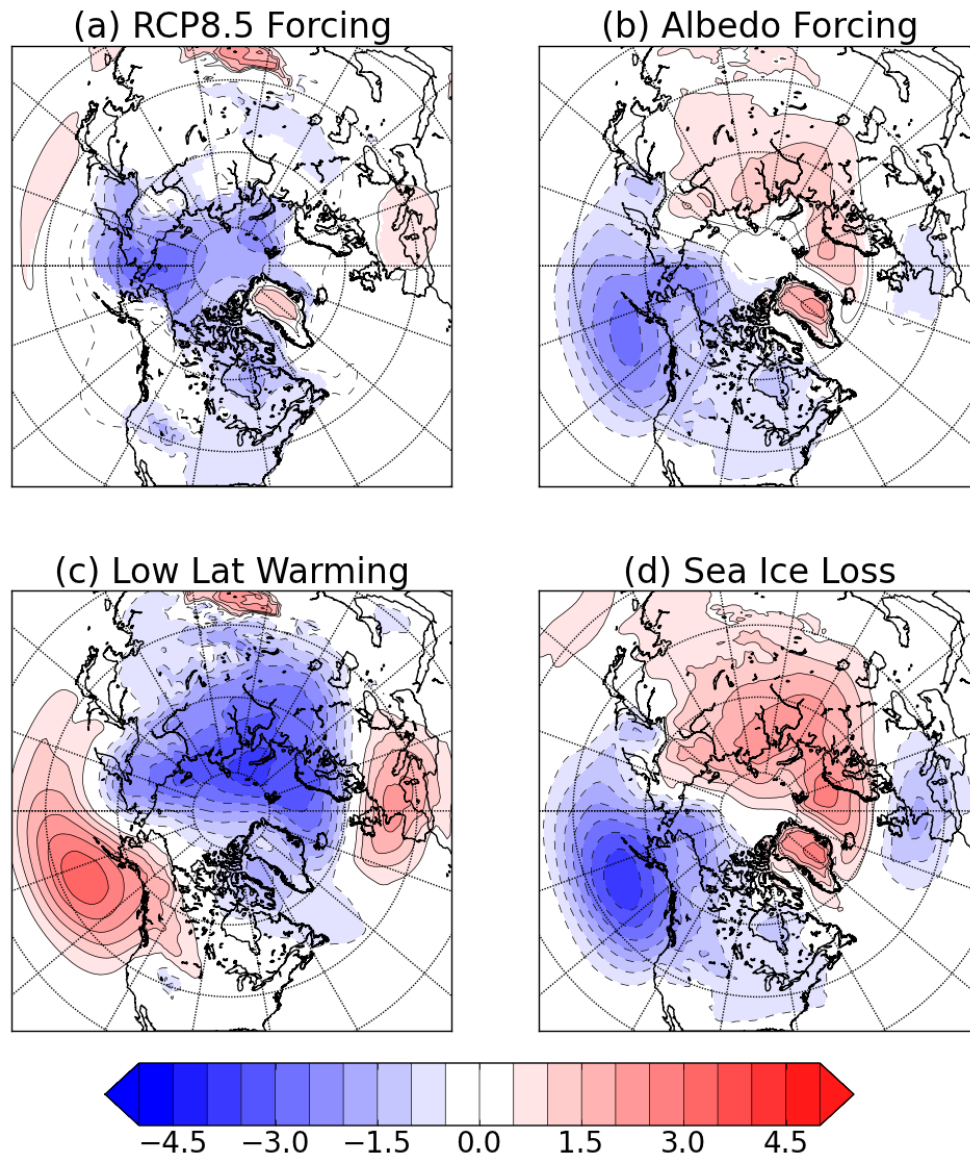 (a) RCP8.5 Forcing
(b) Albedo Forcing
(c) Low Lat Warming
(d) Sea Ice Loss
−4.5 −3.0 −1.5 0.0 1.5 3.0 4.5